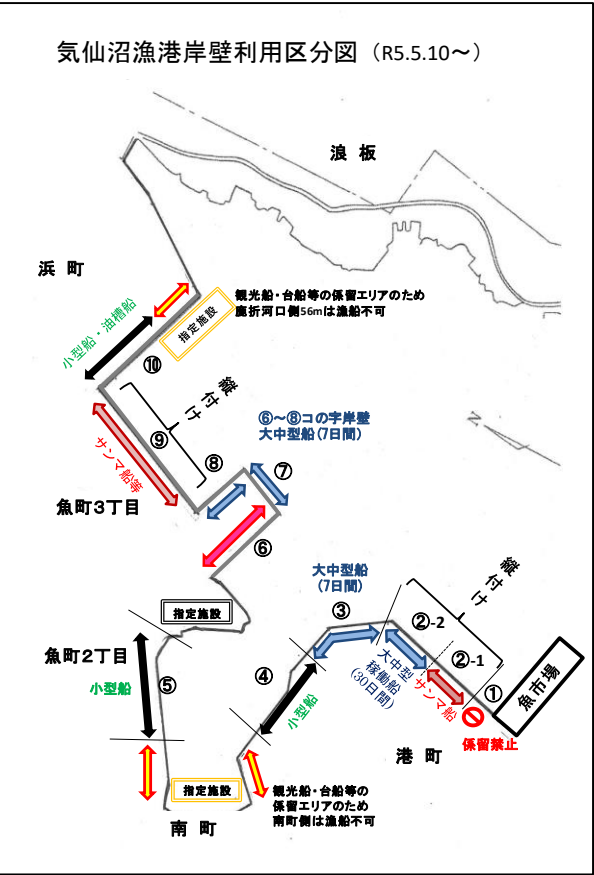 気仙沼漁港岸壁利用区分図（R5.5.10～）
浪 板
浜 町
観光船・台船等の係留エリアのため
鹿折河口側56mは漁船不可
指定施設
小型船・油槽船
⑩
縦付け
⑨
サンマ船等
⑧
⑥～⑧コの字岸壁
大中型船(7日間)
⑦
N
魚町3丁目
⑥
大中型船
(7日間)
縦付け
指定施設
③
②-2
②-1
①
魚市場
魚町2丁目
小型船
⑤
④
小型船
大中型
稼働船
(30日間)
サンマ船
係留禁止
港 町
指定施設
観光船・台船等の
係留エリアのため
南町側は漁船不可
南 町